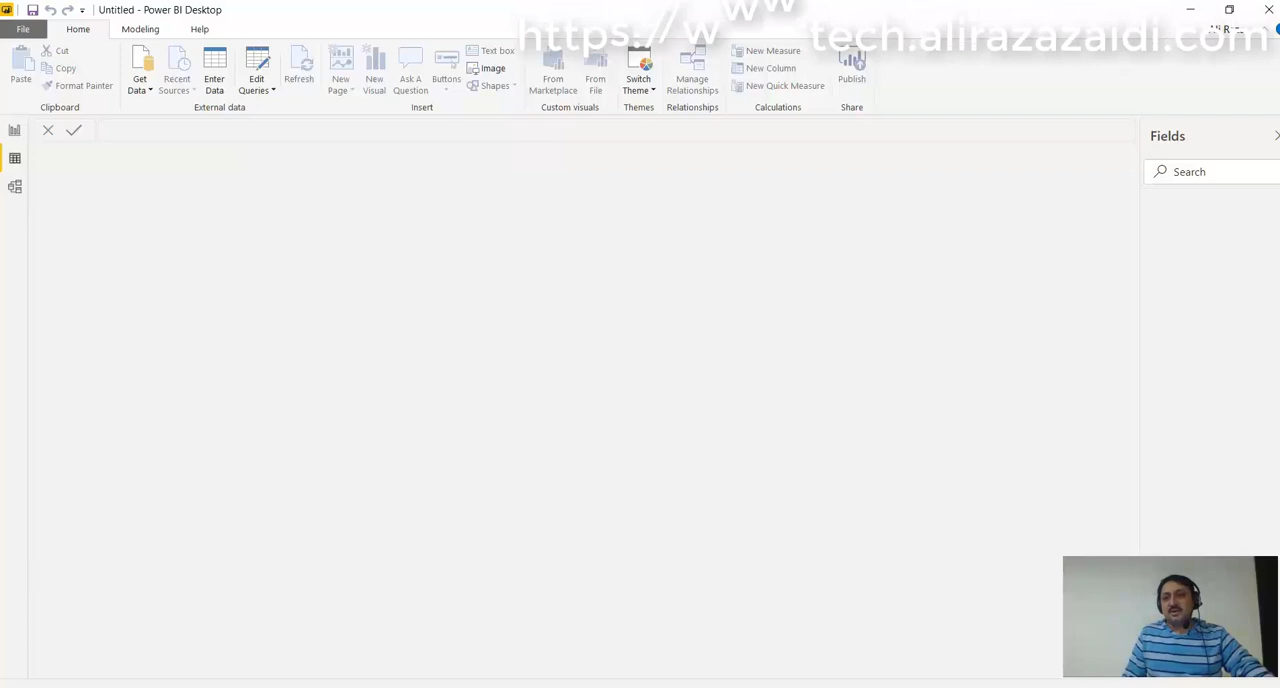 Untitled - Power BI Desktop
File
Home
Modeling
Help
https://w
www
tech.alirazazaidi.com
Paste
Cut
Copy
Format Painter
Clipboard
Get
Data
Recent
Sources
Enter
Data
Edit
Queries
Refresh
External data
New
Page
New
Visual
Ask A
Question
Buttons
Text box
Image
Shapes
Insert
From
Marketplace
From
File
Custom visuals
Switch
Theme
Themes
Manage
Relationships
Relationships
New Measure
New Column
New Quick Measure
Calculations
Publish
Share
Fields
Search